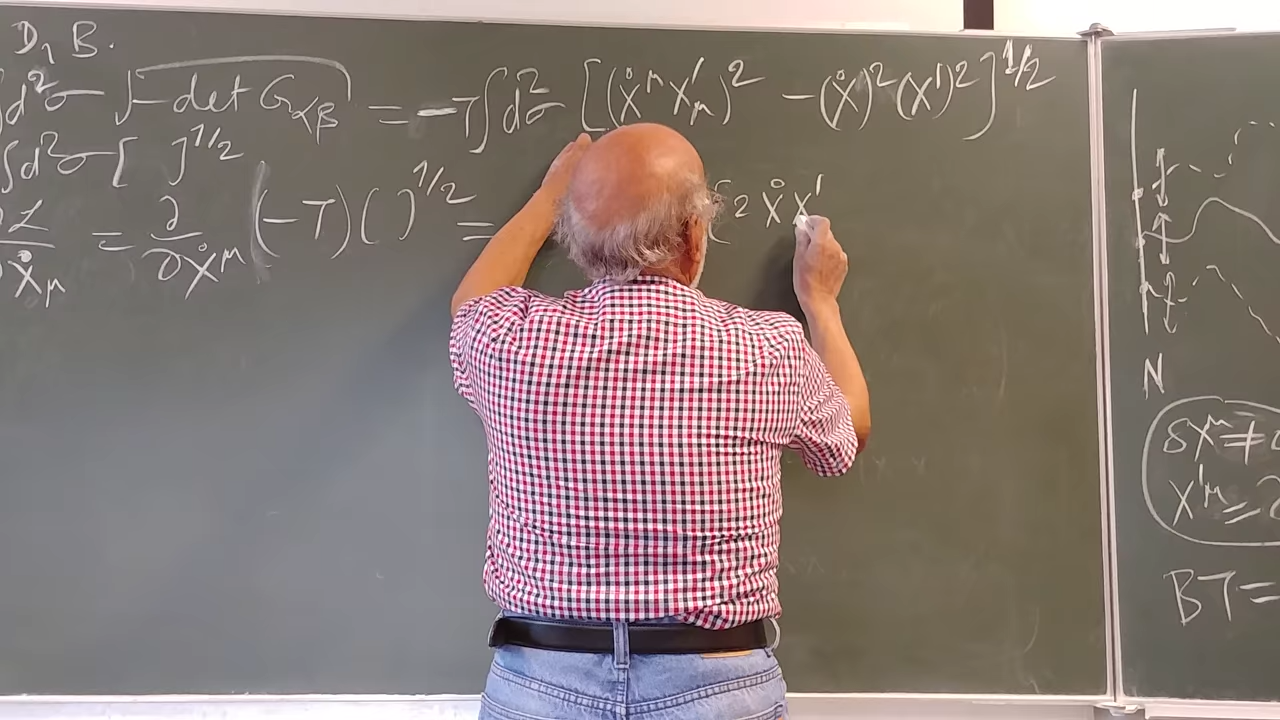 D, B.
∫d²σ √-det G_αβ = -T∫d²σ [(Ẋ^μ X'_μ)² - (Ẋ)²(X')²]^1/2
∫d²σ [ ]^1/2
∂ℒ/∂Ẋ_μ = ∂/∂Ẋ^μ (-T)( )^1/2 = [2 Ẋ X'
N
δX^μ ≠
X'^μ =
BT =